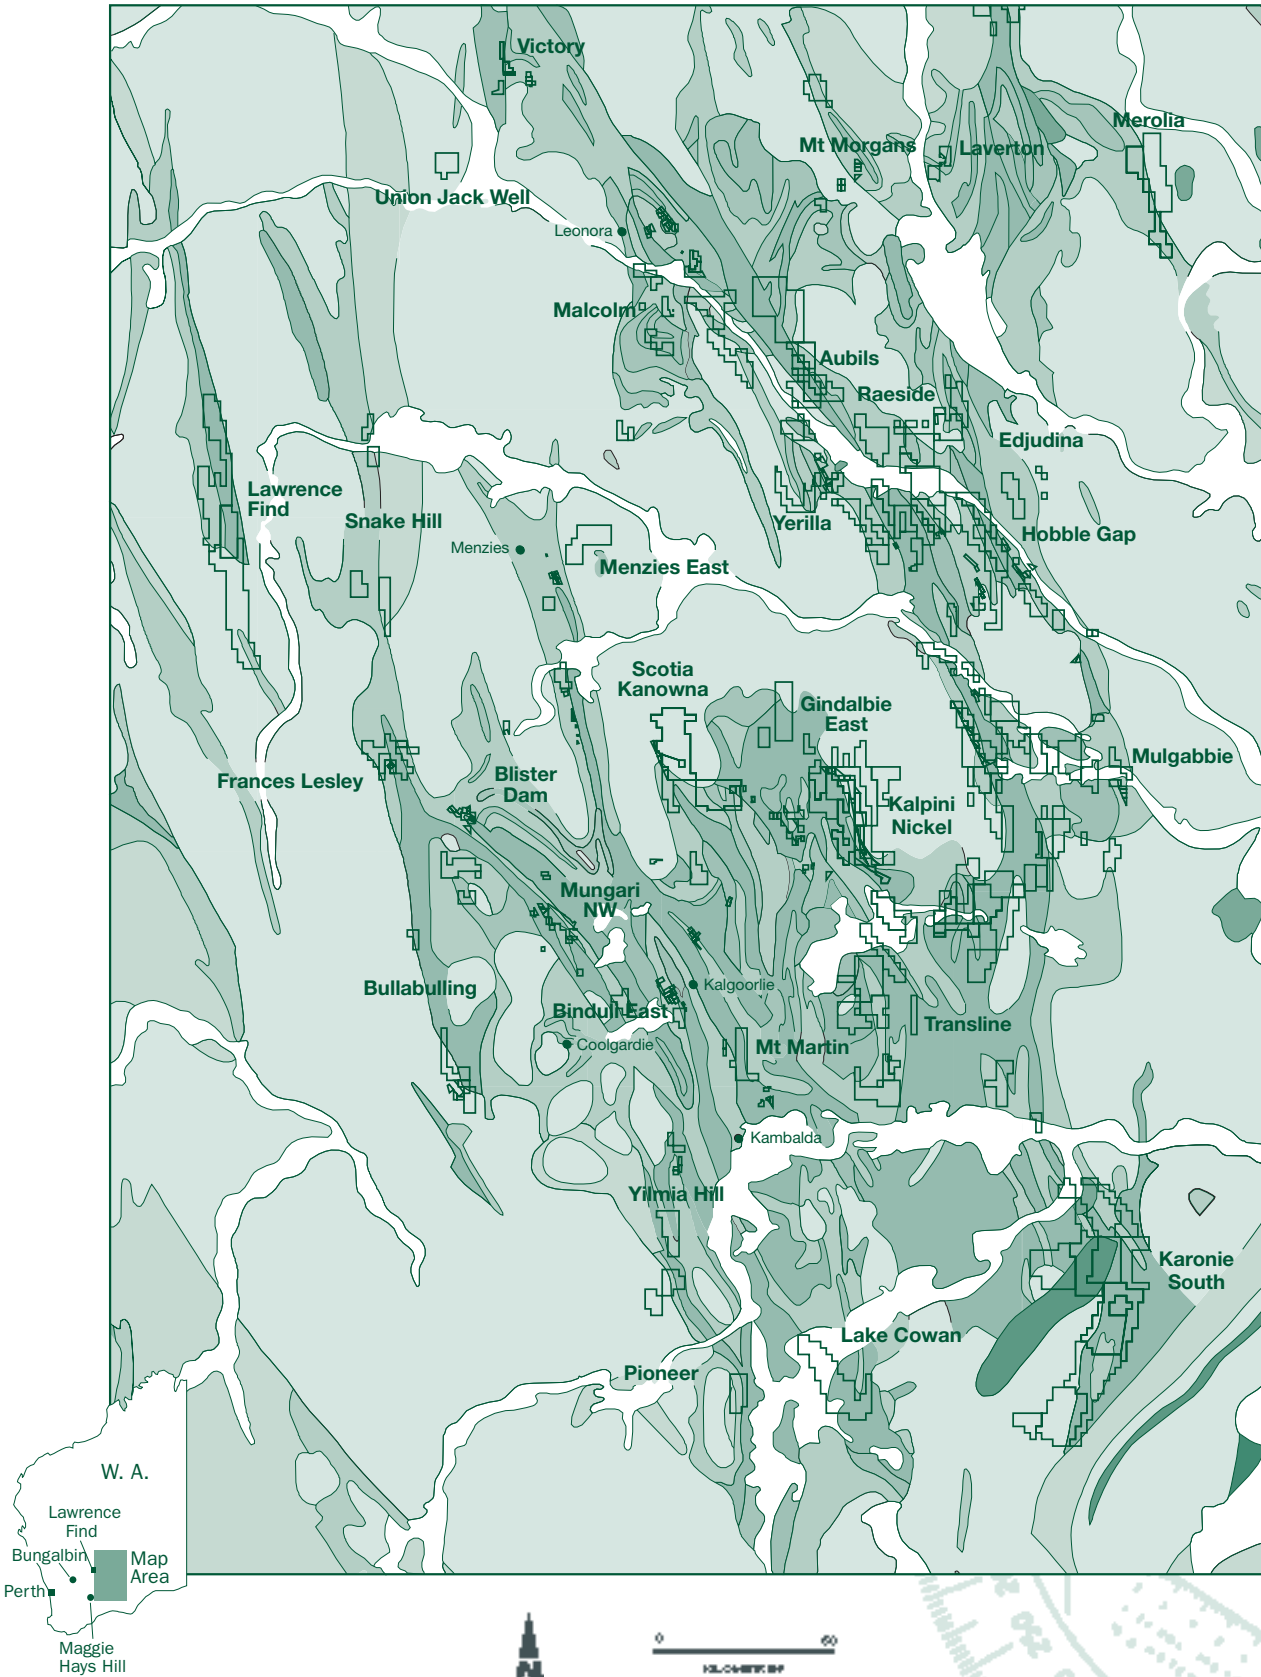 Victory
Merolia
Mt Morgans
Laverton
Union Jack Well
Leonora
Malcolm
Aubils
Raeside
Edjudina
Lawrence
Find
Snake Hill
Yerilla
Hobble Gap
Menzies
Menzies East
Scotia
Kanowna
Gindalbie
East
Mulgabbie
Frances Lesley
Blister
Dam
Kalpini
Nickel
Mungari
NW
Bullabulling
Kalgoorlie
Binduli East
Transline
Coolgardie
Mt Martin
Kambalda
Yilmia Hill
Karonie
South
Lake Cowan
Pioneer
W. A.
Lawrence
Find
Bungalbin
Map
Area
Perth
Maggie
Hays Hill
N
0 60